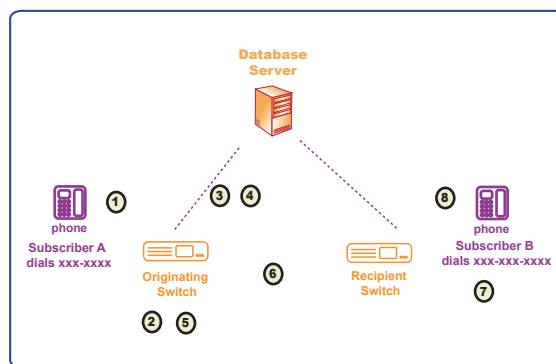 Database
Server
3
4
1
8
phone
phone
Subscriber A
dials xxx-xxxx
Subscriber B
dials xxx-xxx-xxxx
Originating
Switch
6
Recipient
Switch
7
2
5